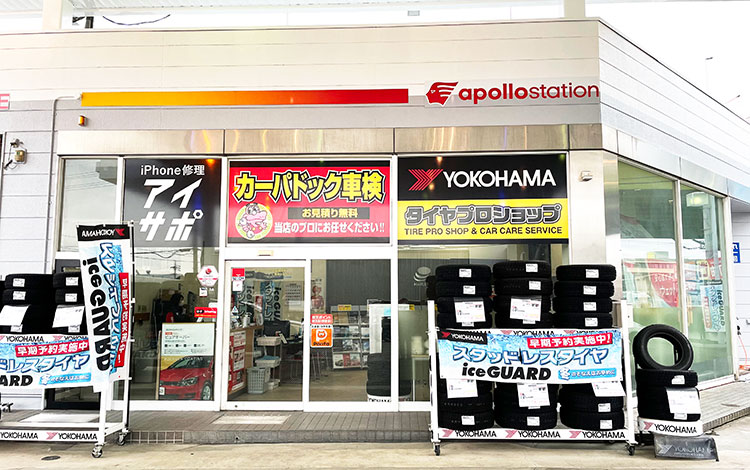 apollostation
iPhone修理
アイ
サポ
カーパドック車検
お見積り無料
当店のプロにお任せください!!
YOKOHAMA
タイヤプロショップ
TIRE PRO SHOP & CAR CARE SERVICE
YOKOHAMA
iceGUARD
スタッドレスタイヤ
早期予約実施中
iceGUARD
YOKOHAMA
YOKOHAMA
YOKOHAMA
早期予約実施中!
スタッドレスタイヤ
iceGUARD
YOKOHAMA
YOKOHAMA
YOKOHAMA
YOKOHAMA